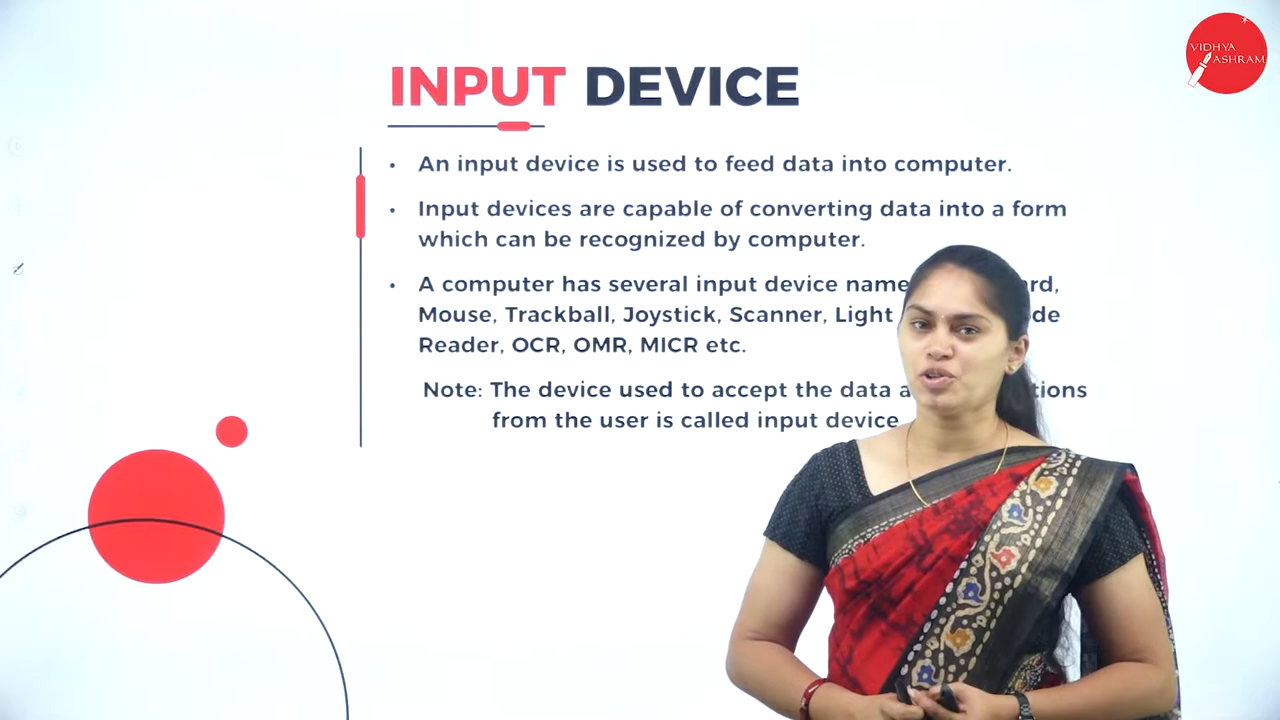 VIDHYA
ASHRAM
INPUT DEVICE
• An input device is used to feed data into computer.
• Input devices are capable of converting data into a form
which can be recognized by computer.
• A computer has several input device name
Mouse, Trackball, Joystick, Scanner, Light
Reader, OCR, OMR, MICR etc.
Note: The device used to accept the data
from the user is called input device